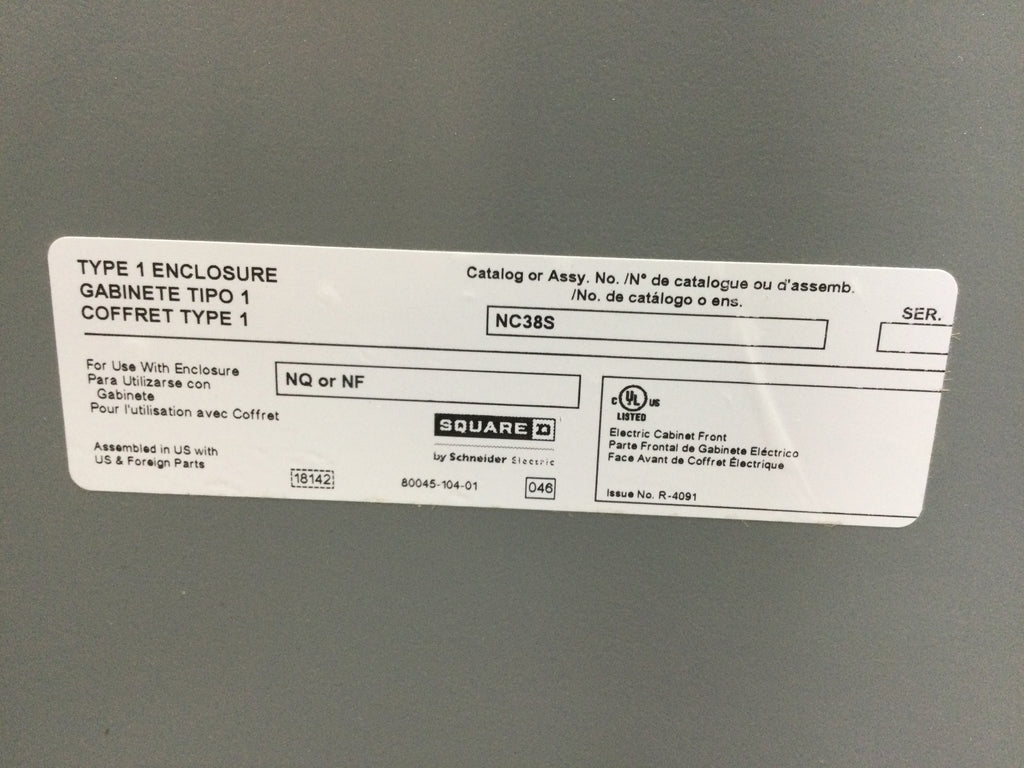 TYPE 1 ENCLOSURE
GABINETE TIPO 1
COFFRET TYPE 1
Catalog or Assy. No. /N° de catalogue ou d'assemb.
/No. de catálogo o ens.
NC38S
SER.
For Use With Enclosure
Para Utilizarse con
Gabinete
Pour l'utilisation avec Coffret
NQ or NF
Assembled in US with
US & Foreign Parts
18142
SQUARE D
by Schneider Electric
80045-104-01
046
C UL US
LISTED
Electric Cabinet Front
Parte Frontal de Gabinete Eléctrico
Face Avant de Coffret Électrique
Issue No. R-4091